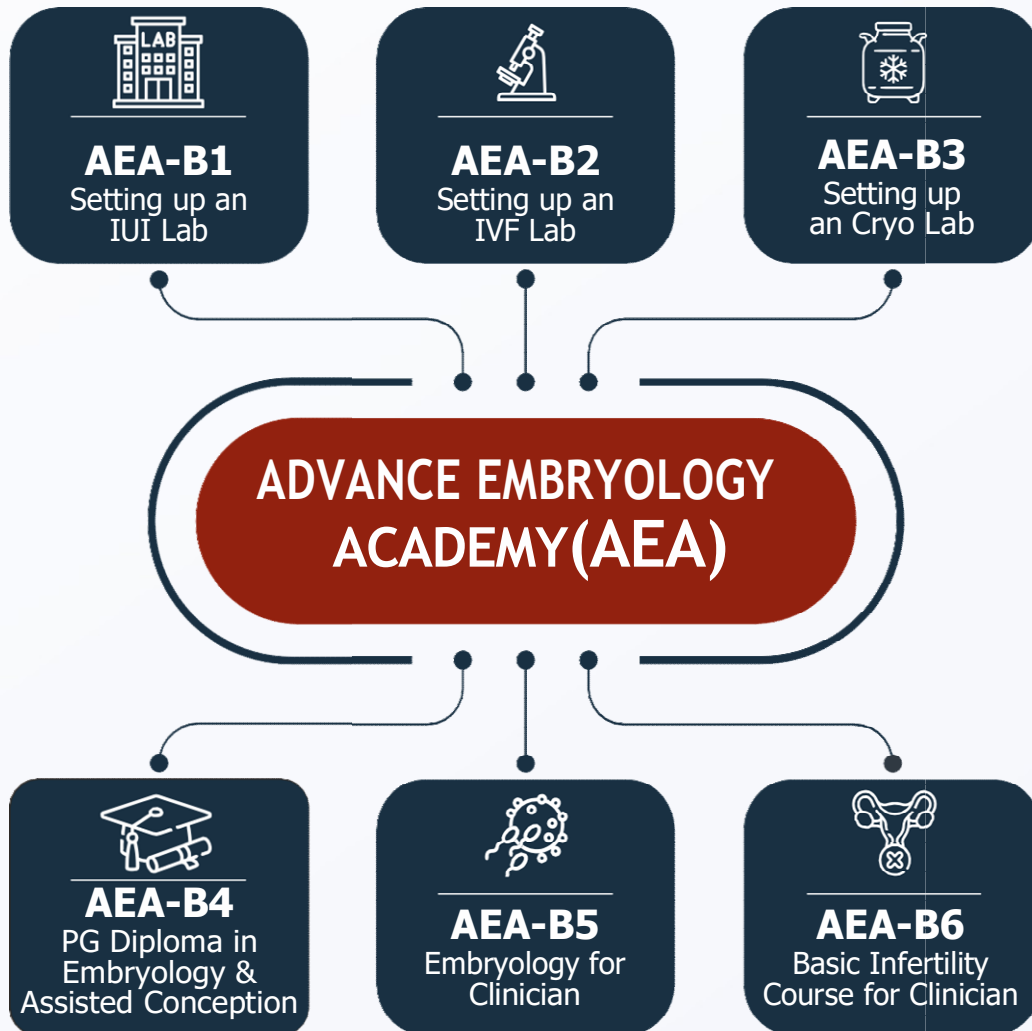 LAB
AEA-B1
Setting up an
IUI Lab
AEA-B2
Setting up an
IVF Lab
AEA-B3
Setting up
an Cryo Lab
ADVANCE EMBRYOLOGY
ACADEMY(AEA)
AEA-B4
PG Diploma in
Embryology &
Assisted Conception
AEA-B5
Embryology for
Clinician
AEA-B6
Basic Infertility
Course for Clinician